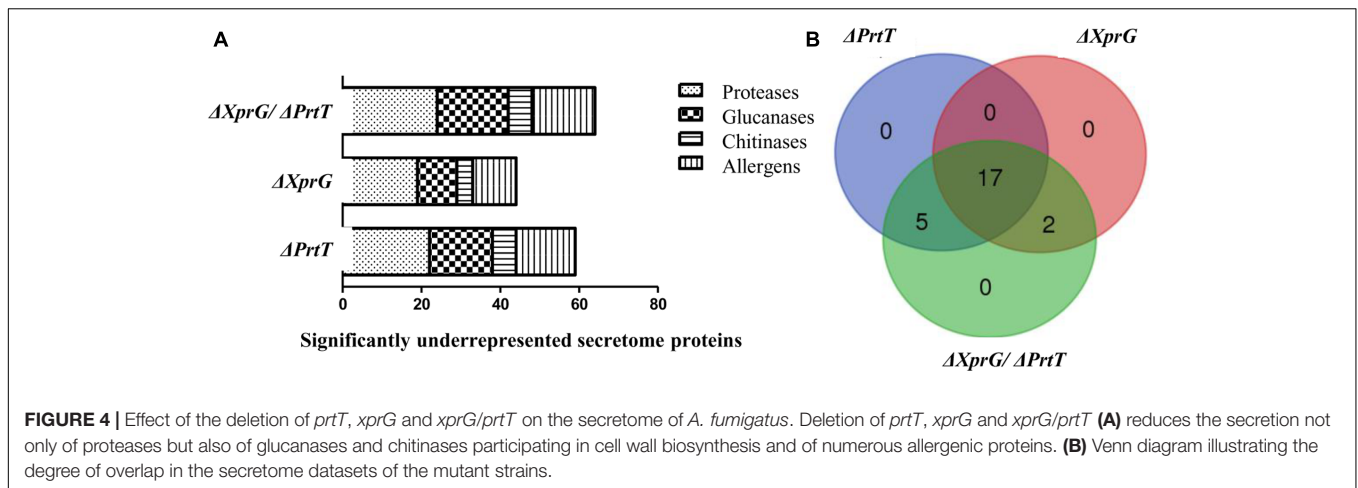 A
ΔXprG/ ΔPrtT
ΔXprG
ΔPrtT
0 20 40 60 80
Significantly underrepresented secretome proteins
Proteases
Glucanases
Chitinases
Allergens
B
ΔPrtT ΔXprG
0 0 0
17
5 2
0
ΔXprG/ ΔPrtT
FIGURE 4 | Effect of the deletion of prtT, xprG and xprG/prtT on the secretome of A. fumigatus. Deletion of prtT, xprG and xprG/prtT (A) reduces the secretion not
only of proteases but also of glucanases and chitinases participating in cell wall biosynthesis and of numerous allergenic proteins. (B) Venn diagram illustrating the
degree of overlap in the secretome datasets of the mutant strains.